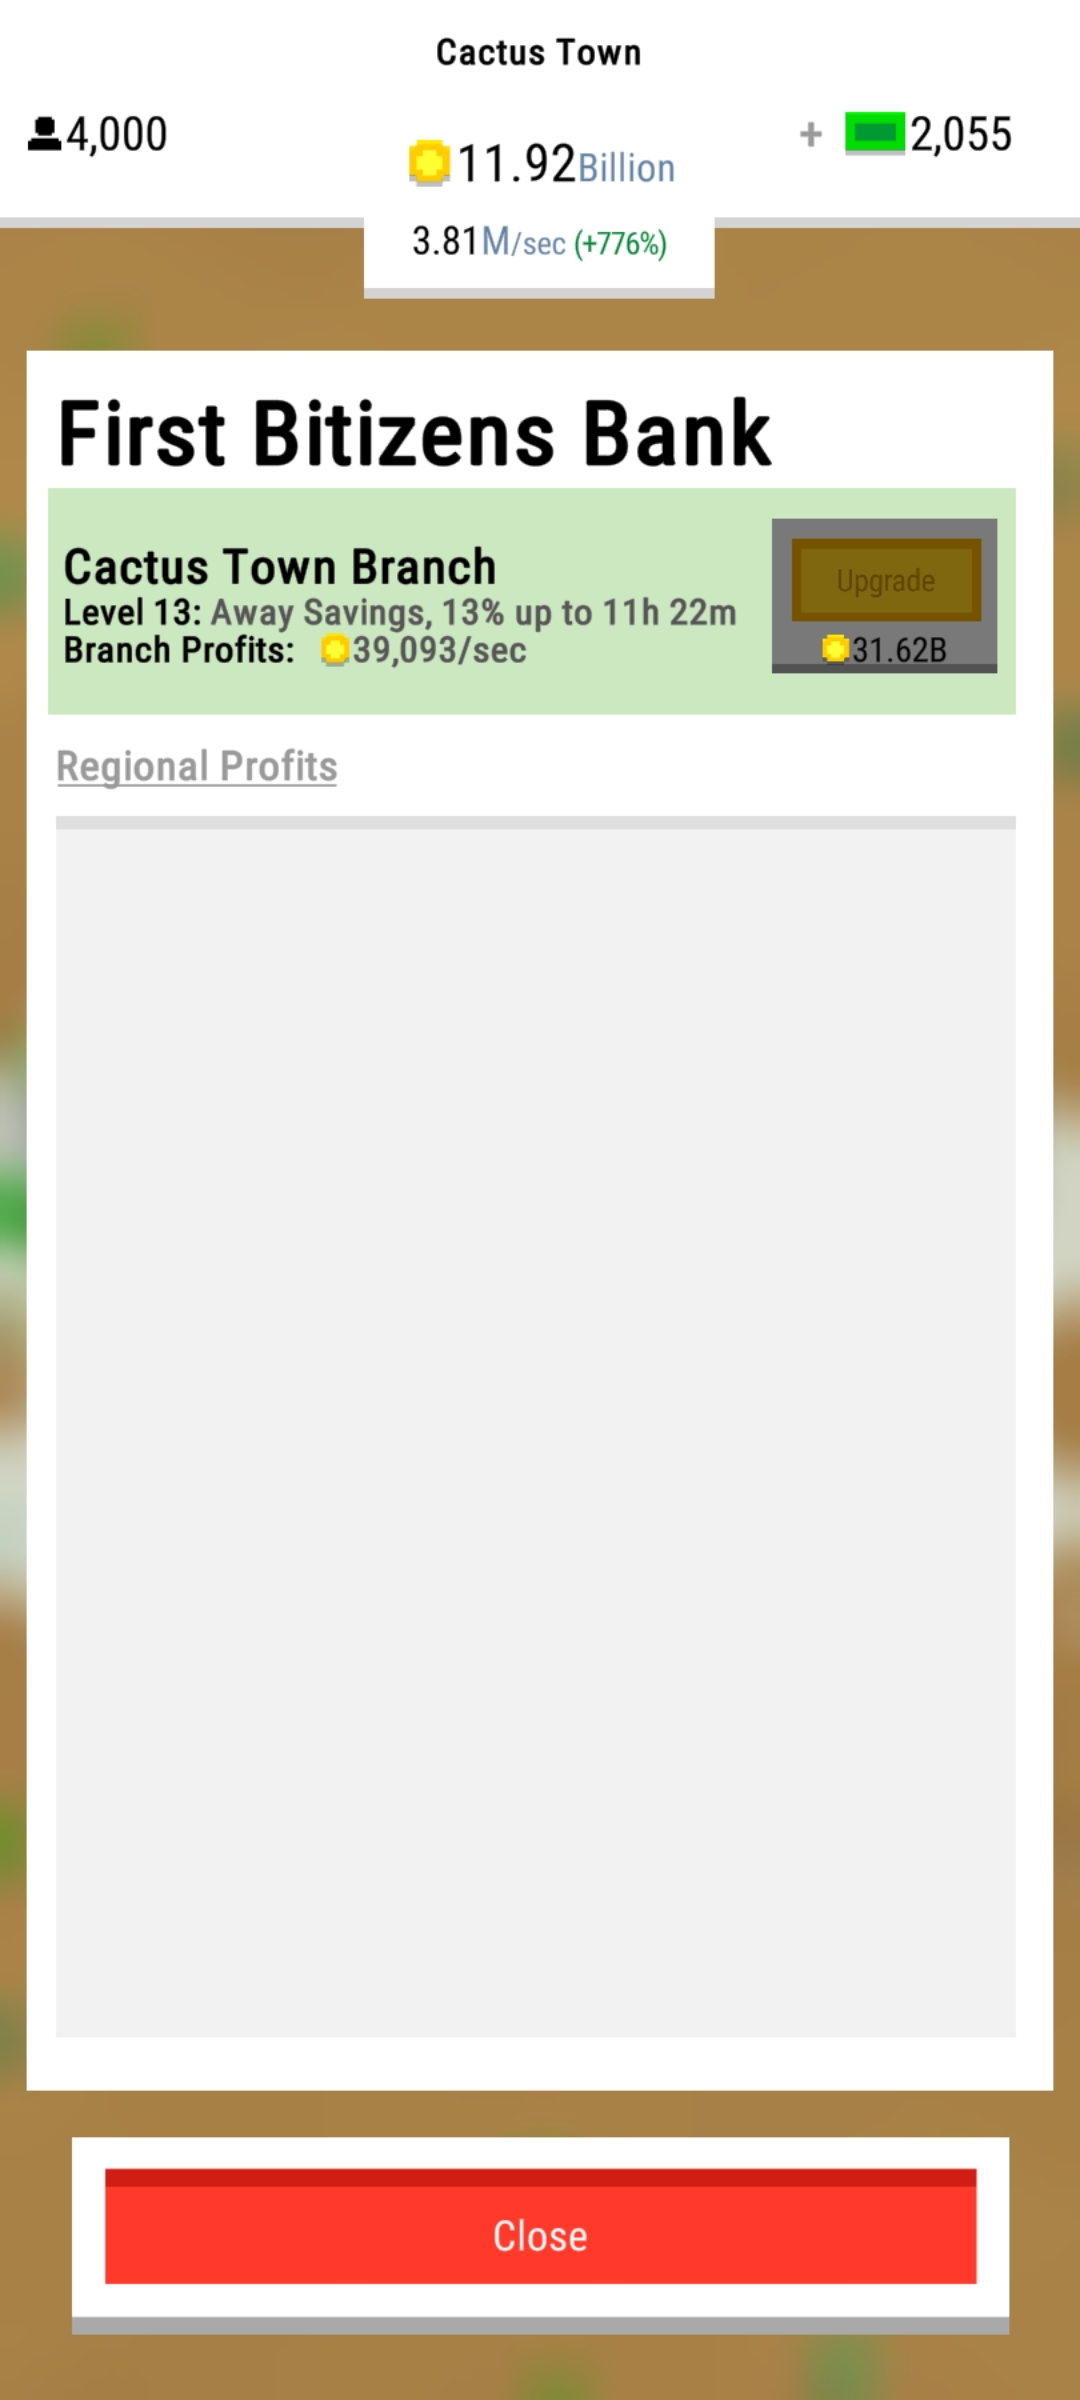 Cactus Town
4,000
11.92Billion
+ 2,055
3.81M/sec (+776%)
First Bitizens Bank
Cactus Town Branch
Level 13: Away Savings, 13% up to 11h 22m
Branch Profits: 39,093/sec
Upgrade
31.62B
Regional Profits
Close